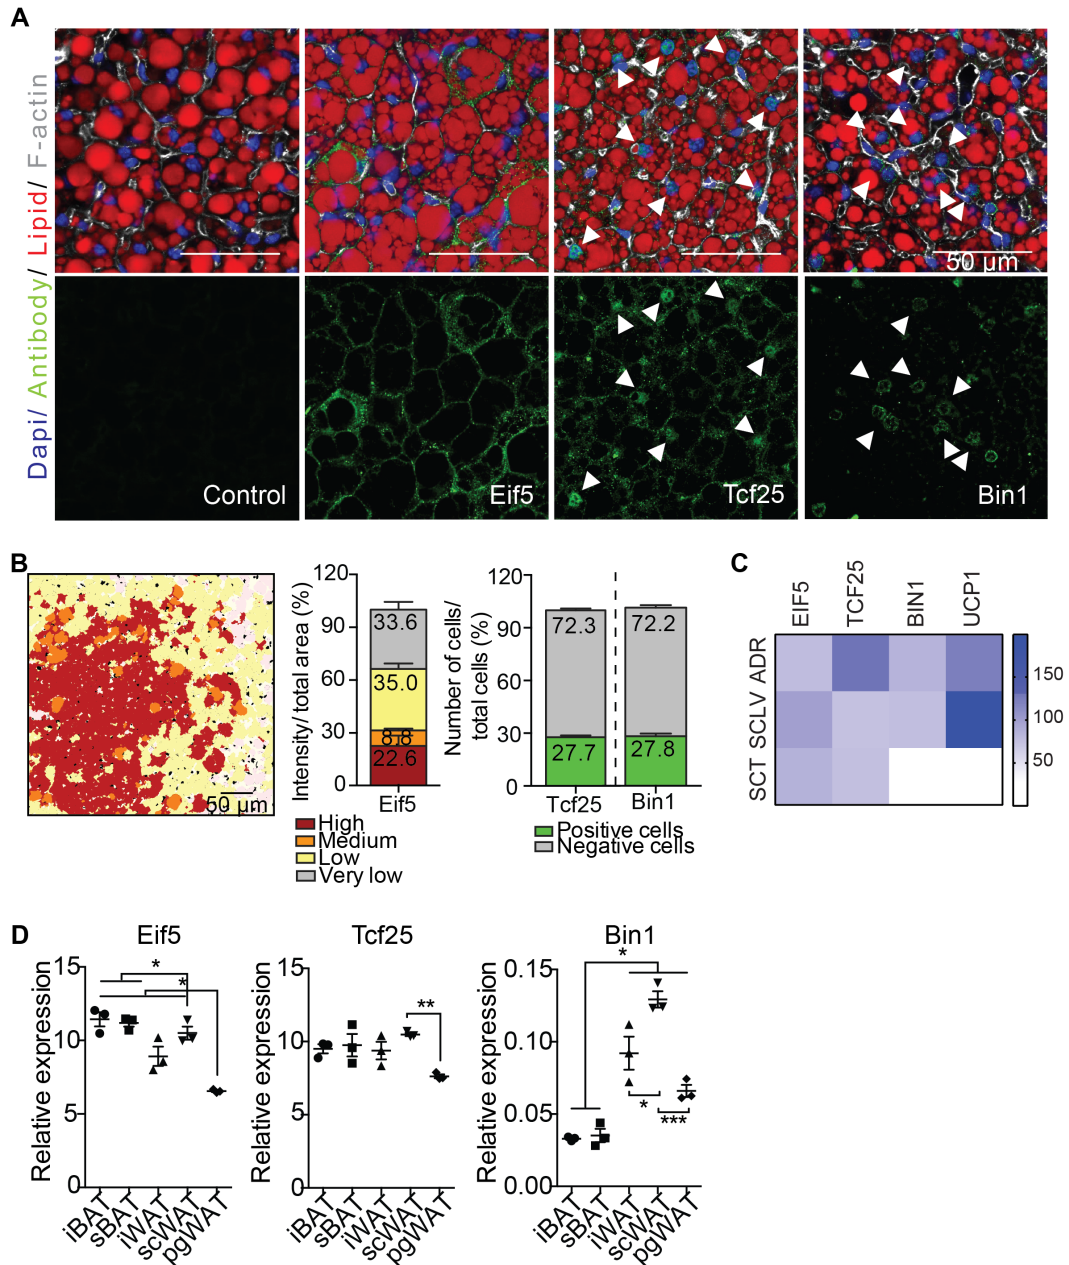 A
Dapi/ Antibody/ Lipid/ F-actin
50 µm
Control
Eif5
Tcf25
Bin1
B
50 µm
Intensity/ total area (%)
120
90
60
30
0
33.6
35.0
8.8
22.6
Eif5
High
Medium
Low
Very low
Number of cells/
total cells (%)
120
90
60
30
0
72.3
72.2
27.7
27.8
Tcf25
Bin1
Positive cells
Negative cells
C
EIF5
TCF25
BIN1
UCP1
ADR
SCLV
SCT
150
100
50
D
Eif5
Relative expression
15
10
5
0
*
*
iBAT
sBAT
iWAT
scWAT
pgWAT
Tcf25
Relative expression
15
10
5
0
**
iBAT
sBAT
iWAT
scWAT
pgWAT
Bin1
Relative expression
0.15
0.10
0.05
0.00
*
*
***
iBAT
sBAT
iWAT
scWAT
pgWAT